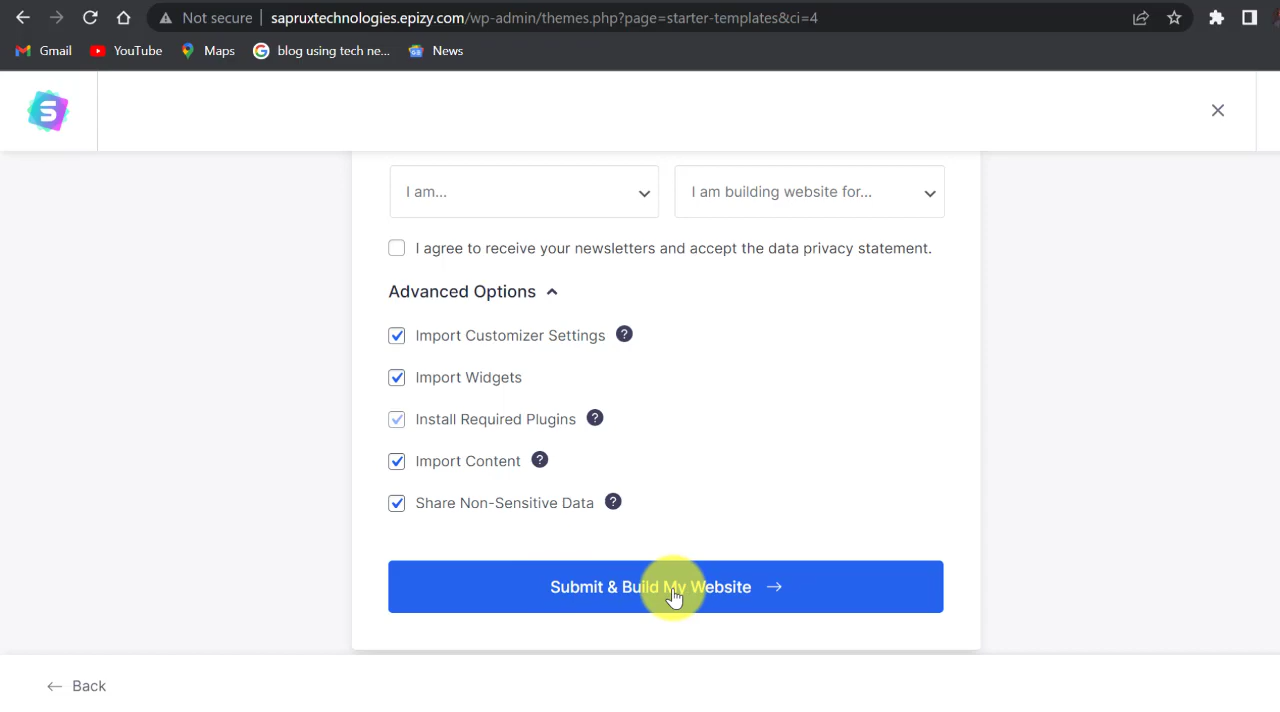 Not secure
sapruxtechnologies.epizy.com/wp-admin/themes.php?page=starter-templates&ci=4
Gmail
YouTube
Maps
blog using tech ne...
News
S
I am...
I am building website for...
I agree to receive your newsletters and accept the data privacy statement.
Advanced Options
Import Customizer Settings ?
Import Widgets
Install Required Plugins ?
Import Content ?
Share Non-Sensitive Data ?
Submit & Build My Website →
← Back